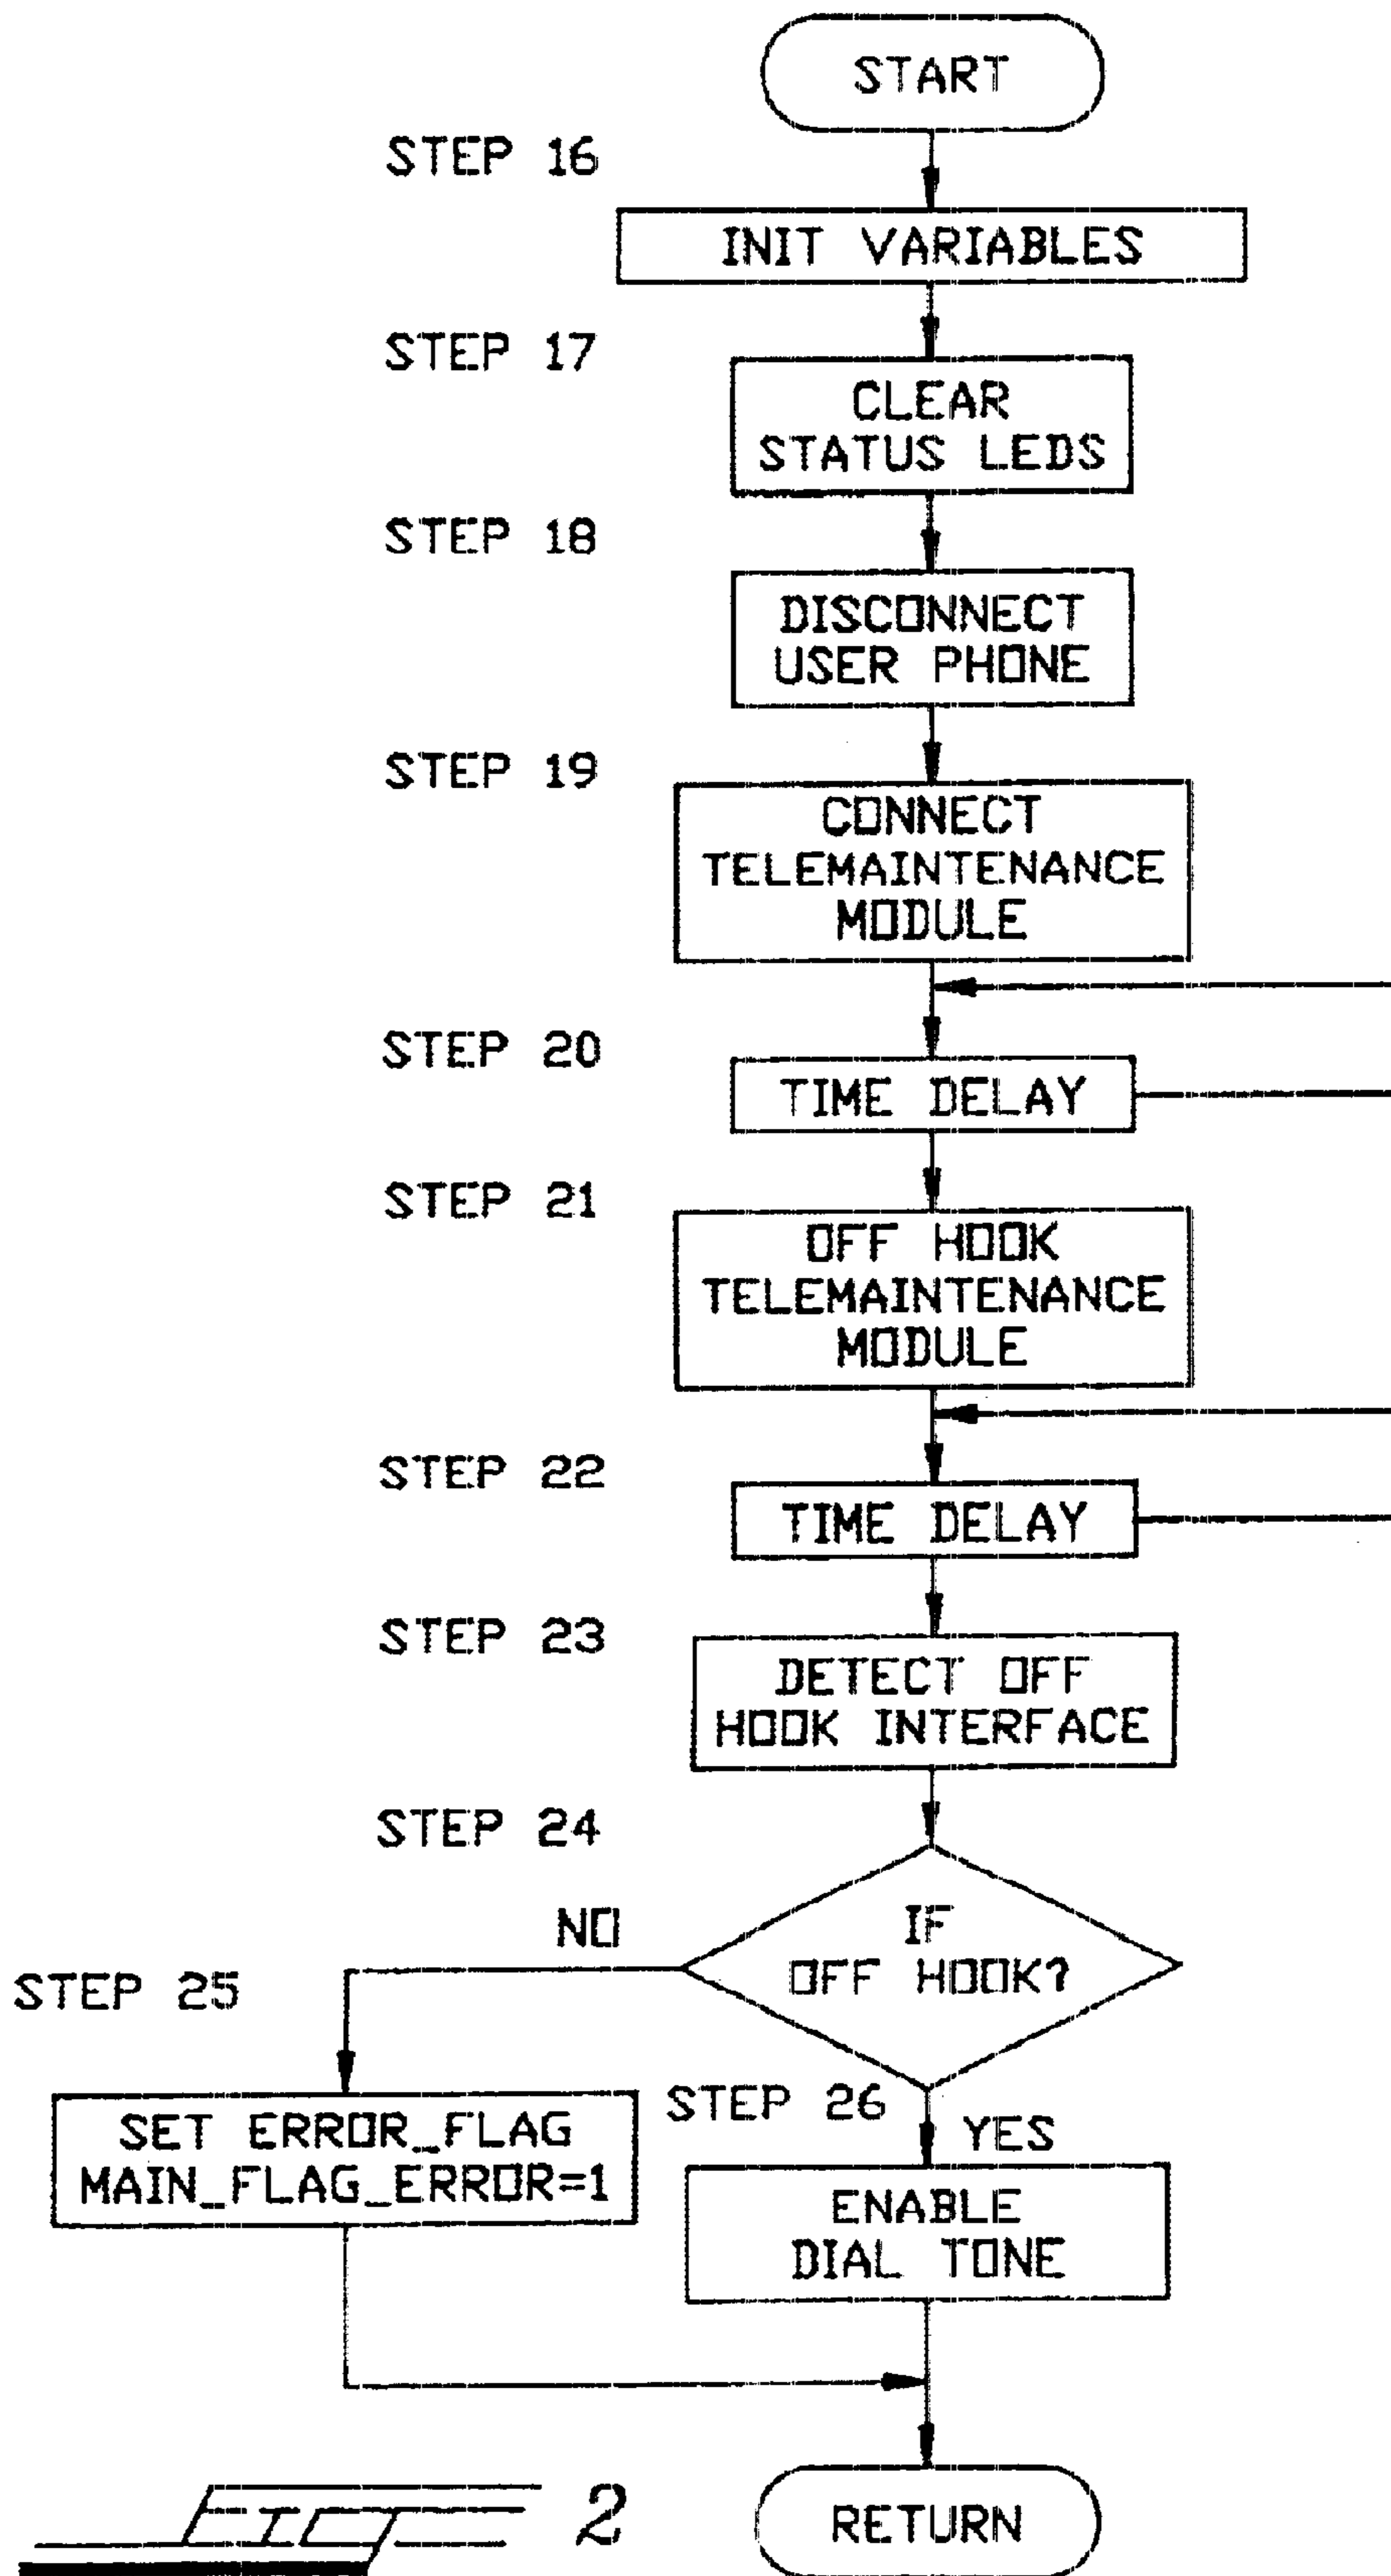 START
STEP 16
INIT VARIABLES
STEP 17
CLEAR
STATUS LEDS
STEP 18
DISCONNECT
USER PHONE
STEP 19
CONNECT
TELEMAINTENANCE
MODULE
STEP 20
TIME DELAY
STEP 21
OFF HOOK
TELEMAINTENANCE
MODULE
STEP 22
TIME DELAY
STEP 23
DETECT OFF
HOOK INTERFACE
STEP 24
IF
OFF HOOK?
NO
STEP 25
SET ERROR_FLAG
MAIN_FLAG_ERROR=1
STEP 26
YES
ENABLE
DIAL TONE
RETURN
FIG 2